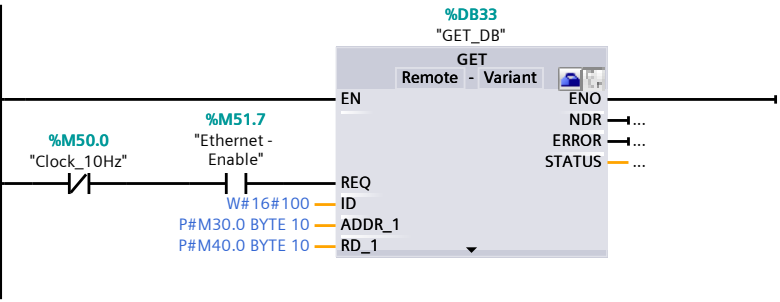 %DB33
"GET_DB"
GET
Remote - Variant
EN ENO
%M51.7 NDR ...
%M50.0 "Ethernet - ERROR ...
"Clock_10Hz" Enable" STATUS ...
REQ
W#16#100 ID
P#M30.0 BYTE 10 ADDR_1
P#M40.0 BYTE 10 RD_1